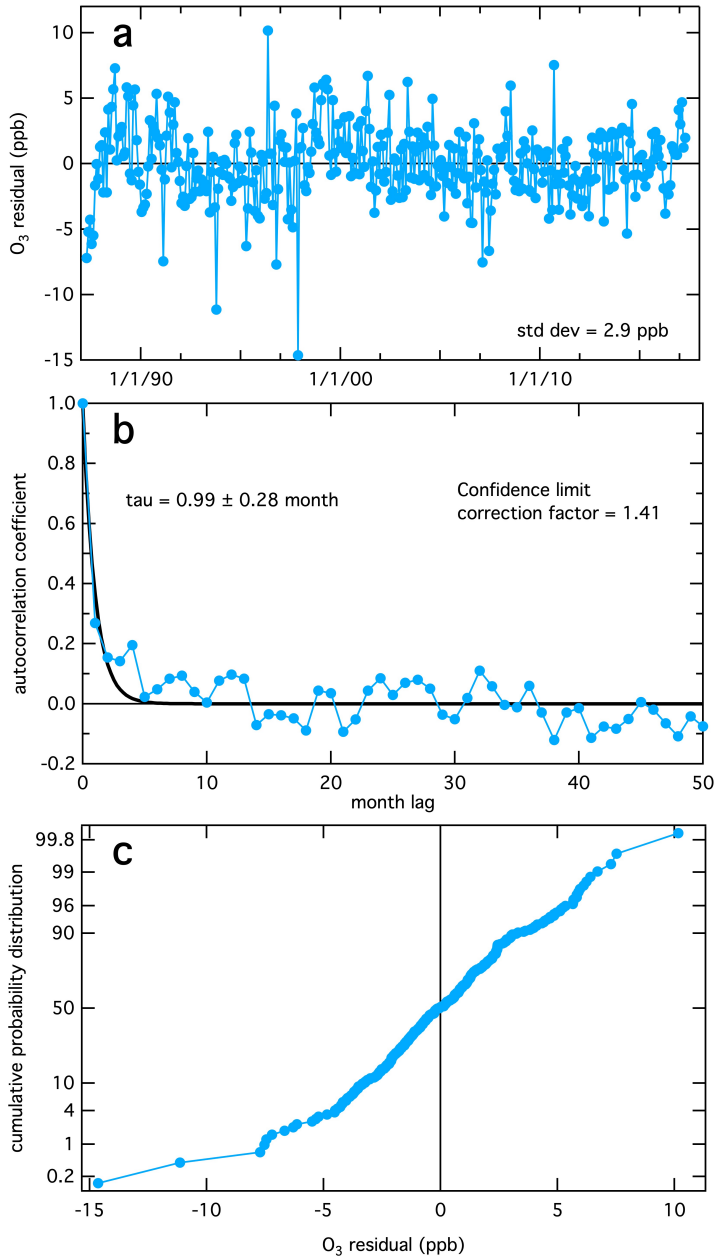 a
10
5
0
-5
-10
-15
O3 residual (ppb)
std dev = 2.9 ppb
1/1/90 1/1/00 1/1/10
b
1.0
0.8
0.6
0.4
0.2
0.0
-0.2
autocorrelation coefficient
tau = 0.99 ± 0.28 month
Confidence limit
correction factor = 1.41
0 10 20 30 40 50
month lag
c
99.8
99
96
90
50
10
4
1
0.2
cumulative probaibility distribution
-15 -10 -5 0 5 10
O3 residual (ppb)